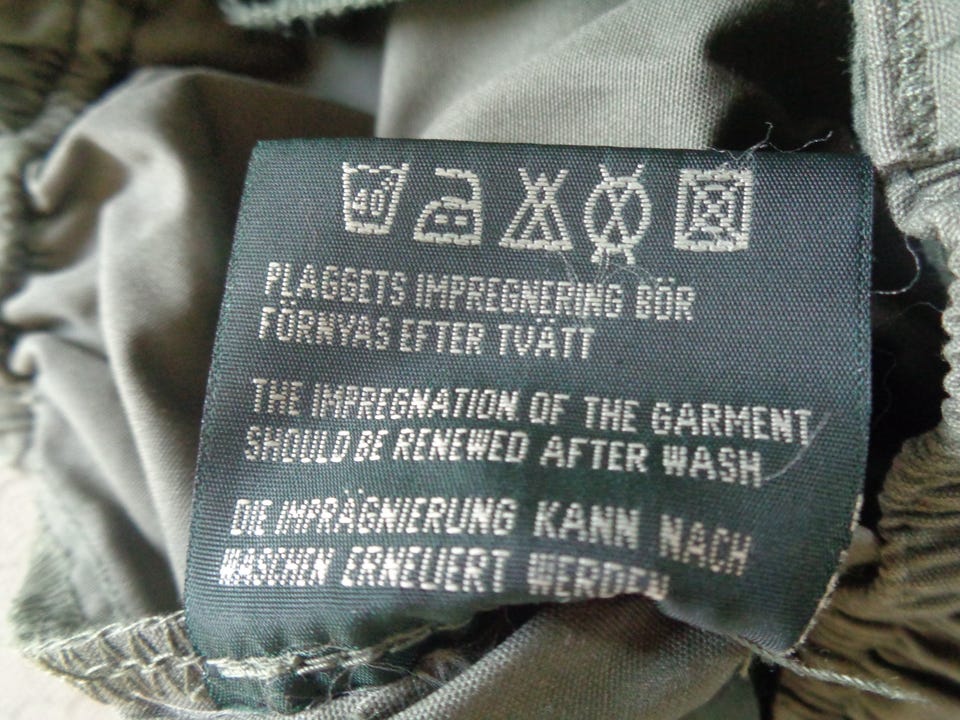 40
PLAGGETS IMPREGNERING BÖR
FÖRNYAS EFTER TVÄTT
THE IMPREGNATION OF THE GARMENT
SHOULD BE RENEWED AFTER WASH
DIE IMPRÄGNIERUNG KANN NACH
WASCHEN ERNEUERT WERDEN